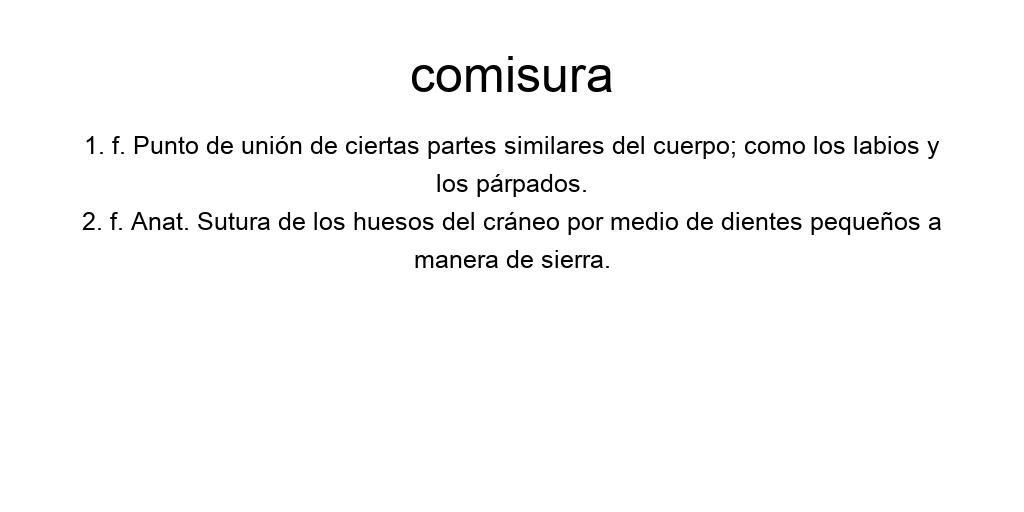 comisura
1. f. Punto de unión de ciertas partes similares del cuerpo; como los labios y
los párpados.
2. f. Anat. Sutura de los huesos del cráneo por medio de dientes pequeños a
manera de sierra.